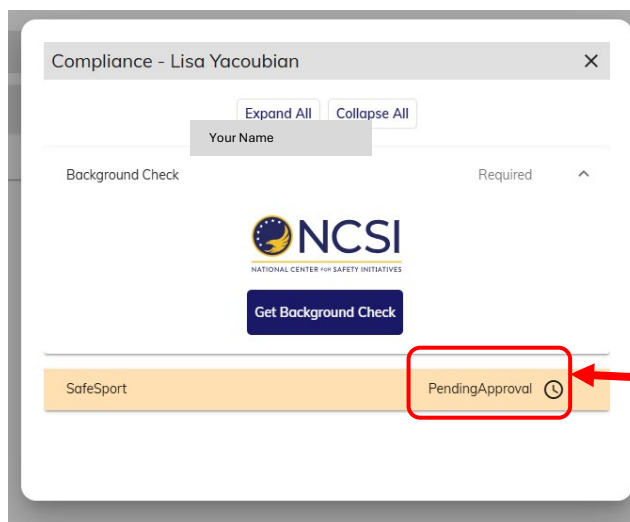 Compliance - Lisa Yacoubian
Expand All Collapse All
Your Name
Background Check Required
NCSI
NATIONAL CENTER FOR SAFETY INITIATIVES
Get Background Check
SafeSport PendingApproval